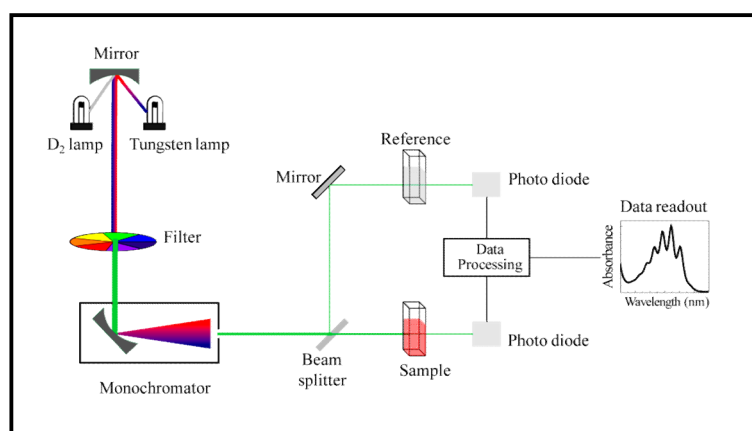 Mirror
D₂ lamp
Tungsten lamp
Filter
Monochromator
Mirror
Beam
splitter
Reference
Sample
Photo diode
Data
Processing
Photo diode
Data readout
Absorbance
Wavelength (nm)